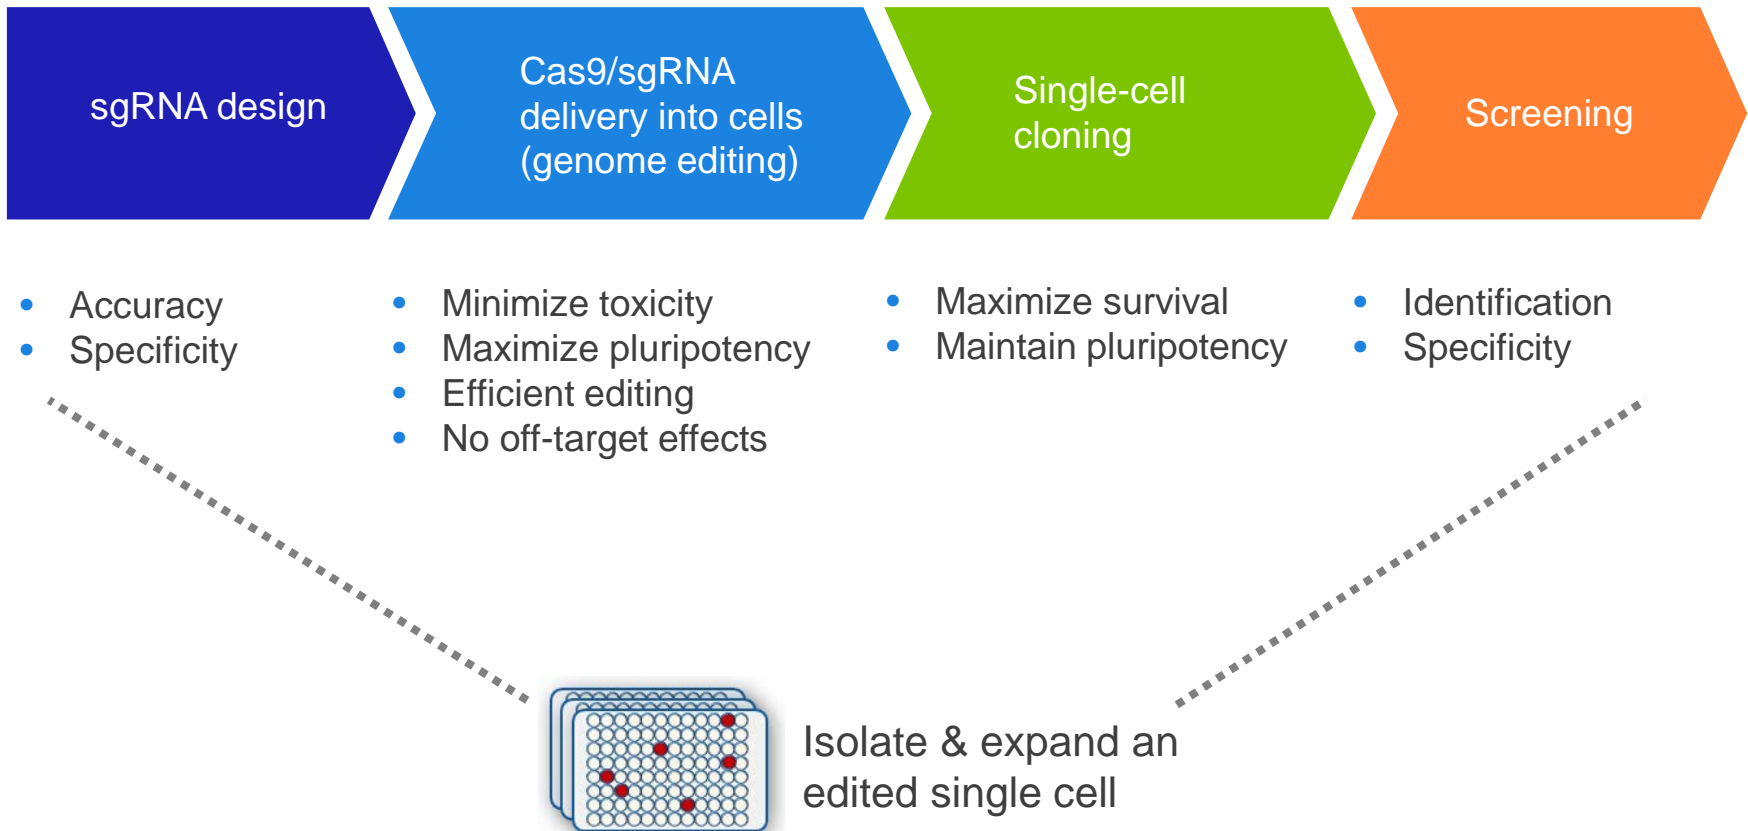 sgRNA design
Cas9/sgRNA
delivery into cells
(genome editing)
Single-cell
cloning
Screening
• Accuracy
• Specificity
• Minimize toxicity
• Maximize pluripotency
• Efficient editing
• No off-target effects
• Maximize survival
• Maintain pluripotency
• Identification
• Specificity
Isolate & expand an
edited single cell